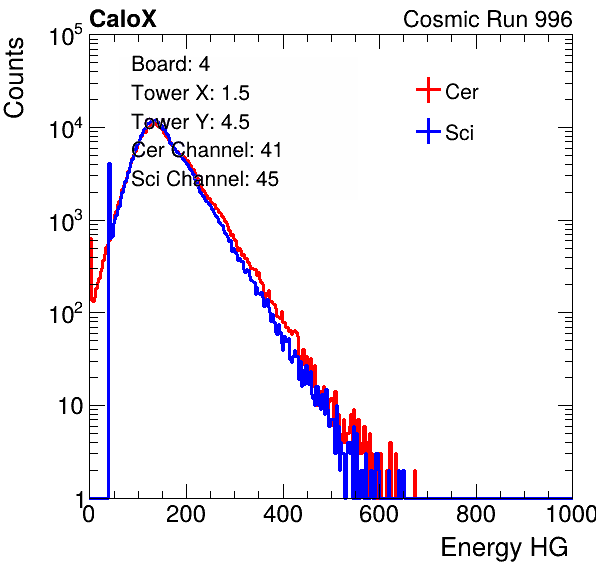 CaloX
Cosmic Run 996
Counts
10^5
10^4
10^3
10^2
10
1
Board: 4
Tower X: 1.5
Tower Y: 4.5
Cer Channel: 41
Sci Channel: 45
Cer
Sci
0
200
400
600
800
1000
Energy HG